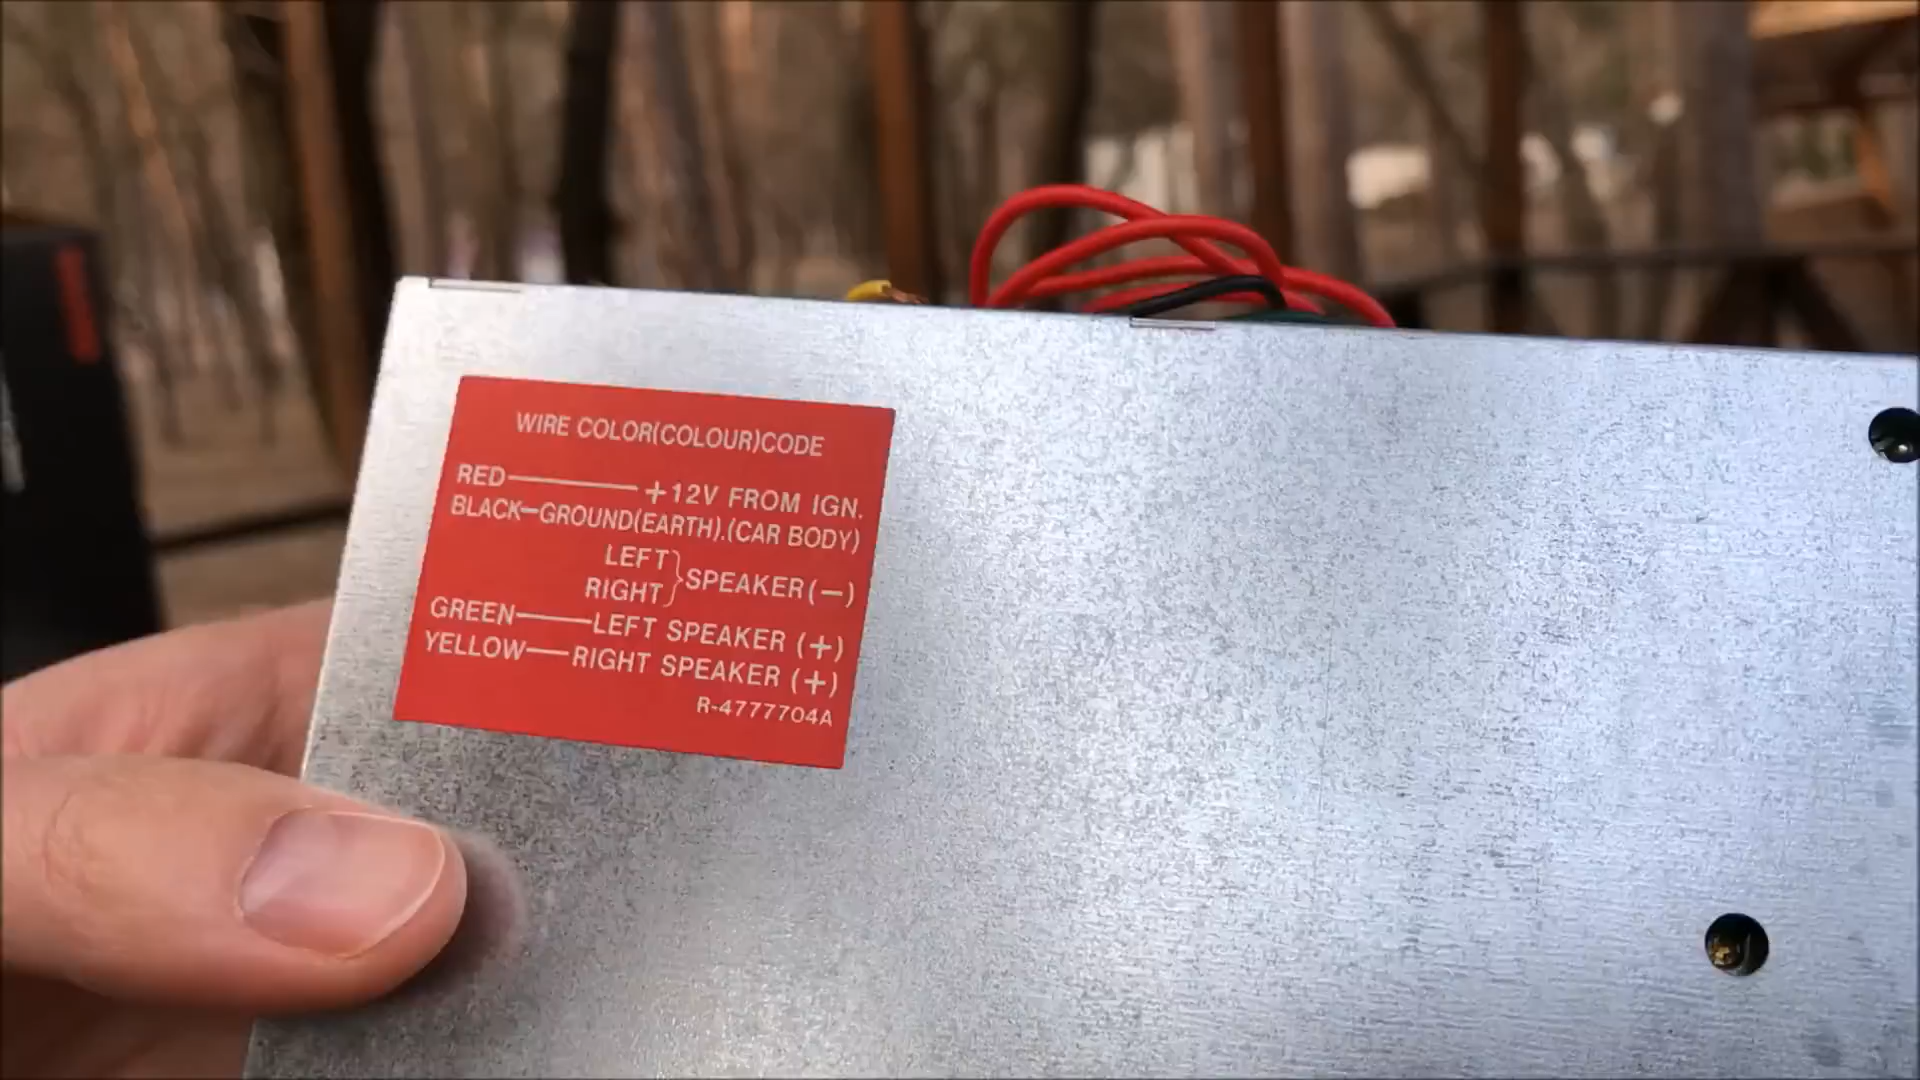 WIRE COLOR(COLOUR)CODE
RED—+12V FROM IGN.
BLACK—GROUND(EARTH).(CAR BODY)
LEFT
RIGHT } SPEAKER(—)
GREEN—LEFT SPEAKER (+)
YELLOW—RIGHT SPEAKER (+)
R-4777704A